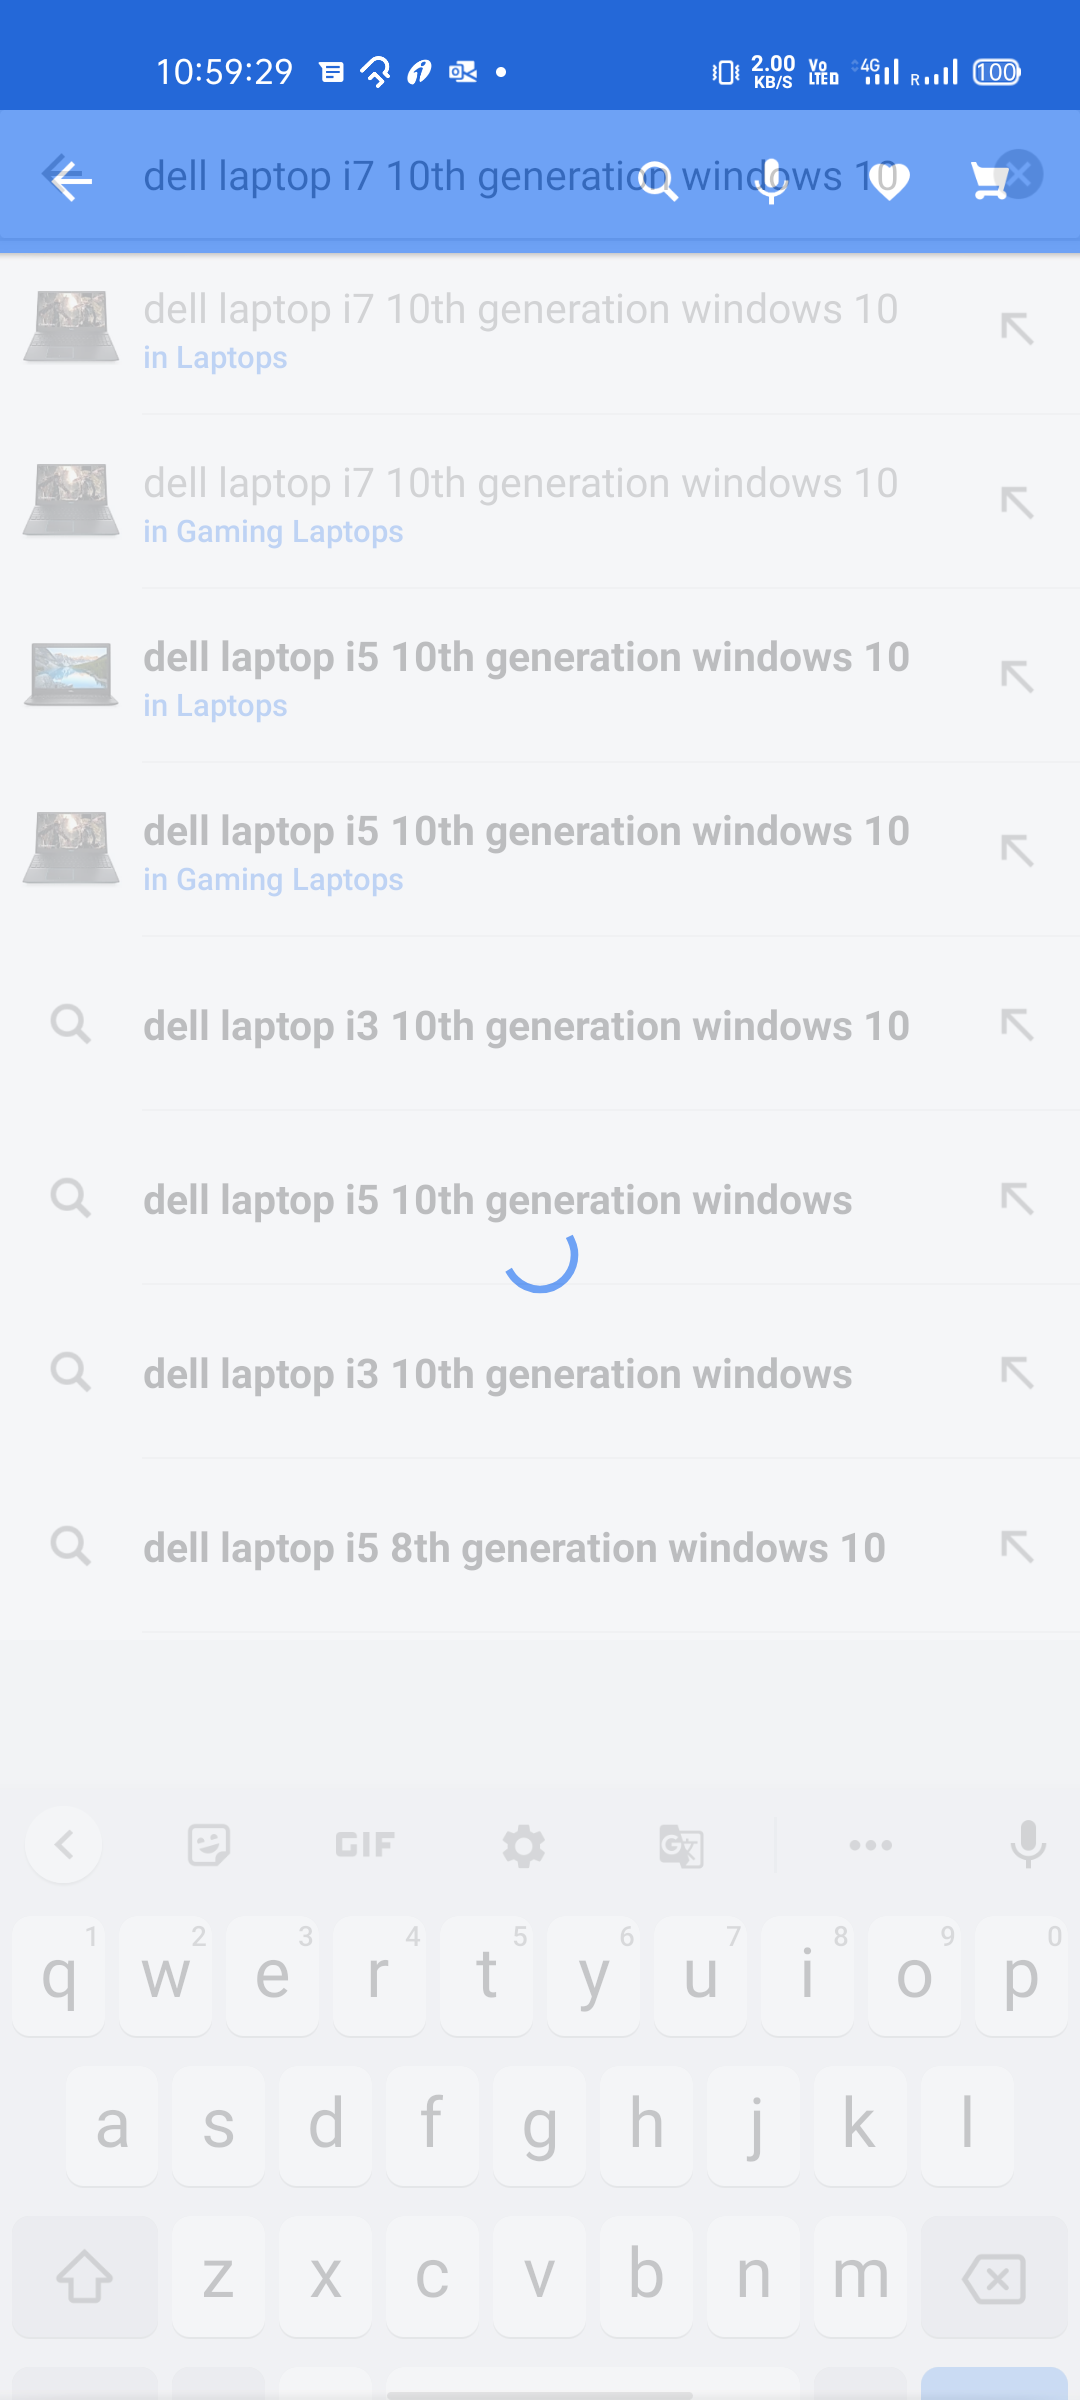 10:59:29 2.00 KB/S Vo LTE D 4G R 100
dell laptop i7 10th generation windows 10
dell laptop i7 10th generation windows 10
in Laptops
dell laptop i7 10th generation windows 10
in Gaming Laptops
dell laptop i5 10th generation windows 10
in Laptops
dell laptop i5 10th generation windows 10
in Gaming Laptops
dell laptop i3 10th generation windows 10
dell laptop i5 10th generation windows
dell laptop i3 10th generation windows
dell laptop i5 8th generation windows 10
GIF G
1 2 3 4 5 6 7 8 9 0
q w e r t y u i o p
a s d f g h j k l
z x c v b n m